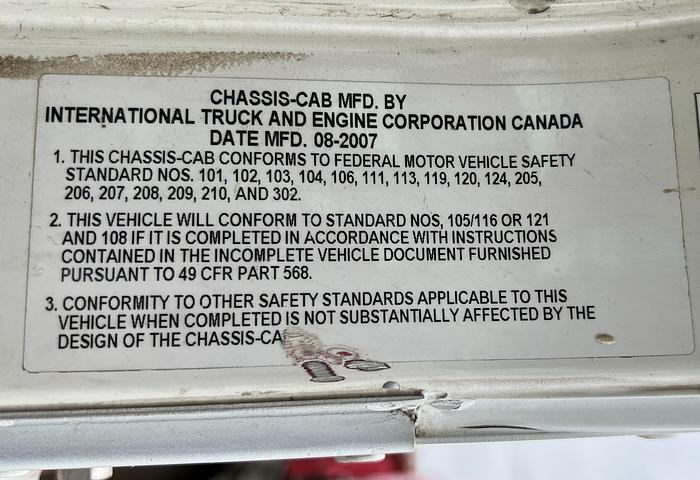 CHASSIS-CAB MFD. BY
INTERNATIONAL TRUCK AND ENGINE CORPORATION CANADA
DATE MFD. 08-2007
1. THIS CHASSIS-CAB CONFORMS TO FEDERAL MOTOR VEHICLE SAFETY
STANDARD NOS. 101, 102, 103, 104, 106, 111, 113, 119, 120, 124, 205,
206, 207, 208, 209, 210, AND 302.
2. THIS VEHICLE WILL CONFORM TO STANDARD NOS, 105/116 OR 121
AND 108 IF IT IS COMPLETED IN ACCORDANCE WITH INSTRUCTIONS
CONTAINED IN THE INCOMPLETE VEHICLE DOCUMENT FURNISHED
PURSUANT TO 49 CFR PART 568.
3. CONFORMITY TO OTHER SAFETY STANDARDS APPLICABLE TO THIS
VEHICLE WHEN COMPLETED IS NOT SUBSTANTIALLY AFFECTED BY THE
DESIGN OF THE CHASSIS-CA